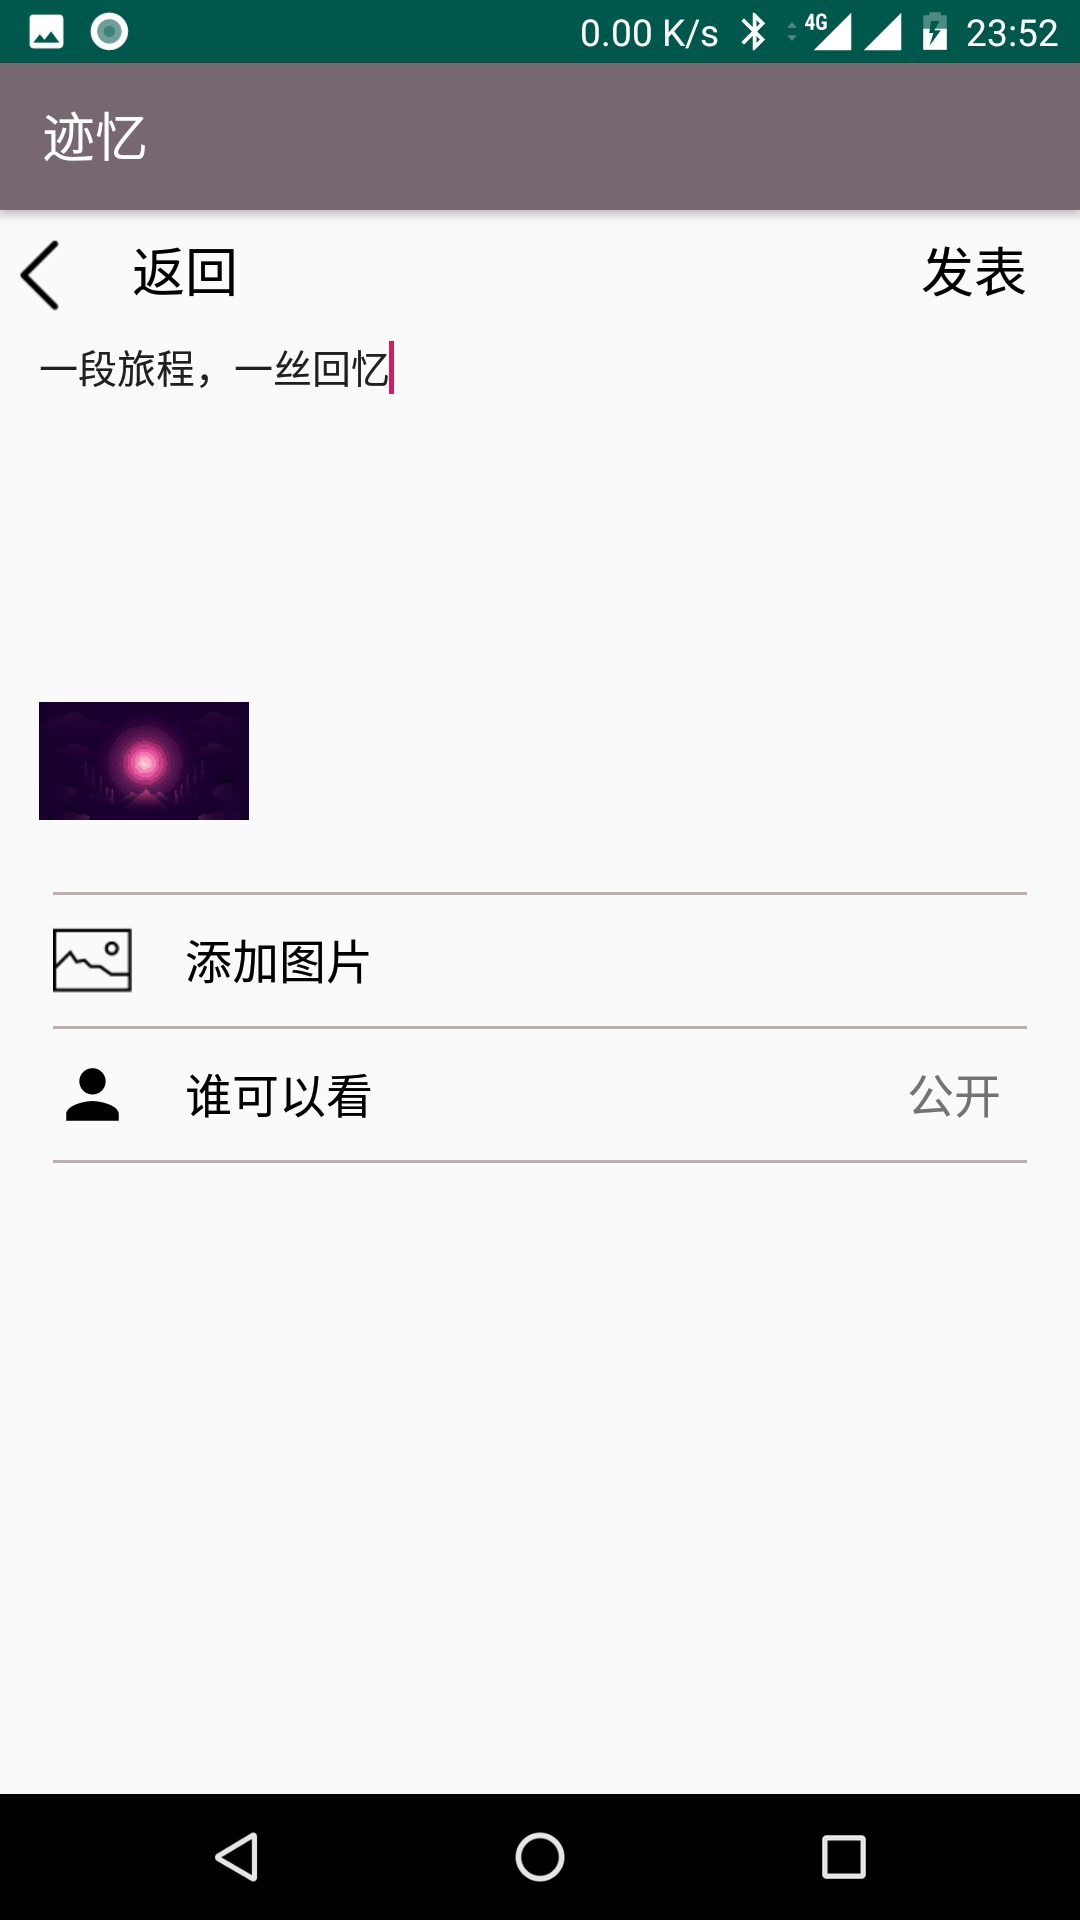 0.00 K/s 4G 23:52
迹忆
返回 发表
一段旅程，一丝回忆
添加图片
谁可以看 公开